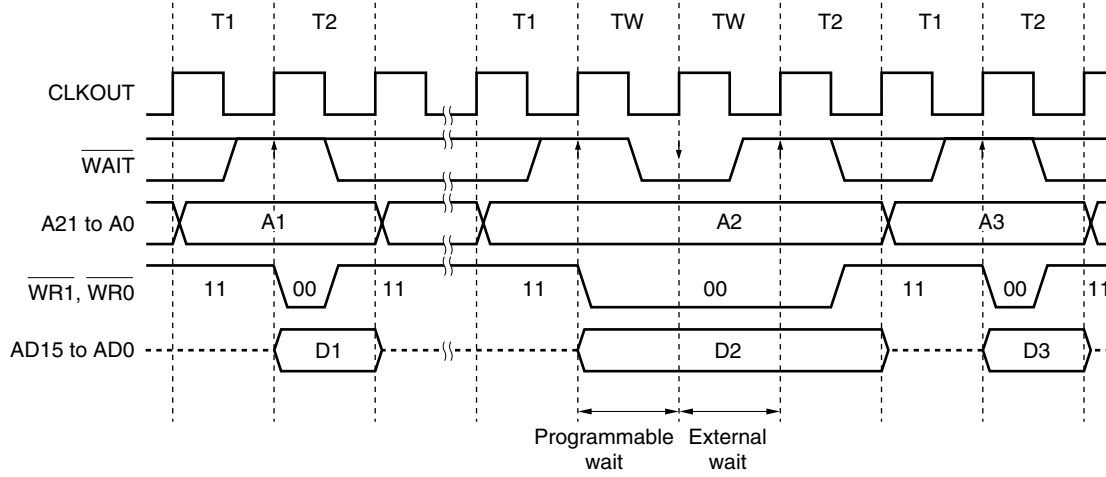 T1 T2 T1 TW TW T2 T1 T2
CLKOUT
WAIT
A21 to A0 A1 A2 A3
WR1, WR0 11 00 11 11 00 11 00 11
AD15 to AD0 D1 D2 D3
Programmable wait
External wait